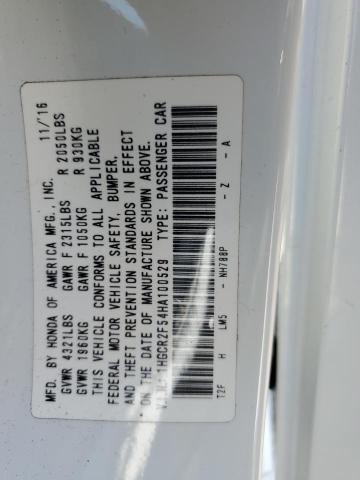 MFD. BY HONDA OF AMERICA MFG., INC. 11/16
GVWR 4321LBS GAWR F 2315LBS R 2050LBS
GVWR 1960KG GAWR F 1050KG R 930KG
THIS VEHICLE CONFORMS TO ALL APPLICABLE
FEDERAL MOTOR VEHICLE SAFETY, BUMPER,
AND THEFT PREVENTION STANDARDS IN EFFECT
ON THE DATE OF MANUFACTURE SHOWN ABOVE.
1HGCR2F54HA100529 TYPE: PASSENGER CAR
T2F H LM5 - NH788P - Z - A